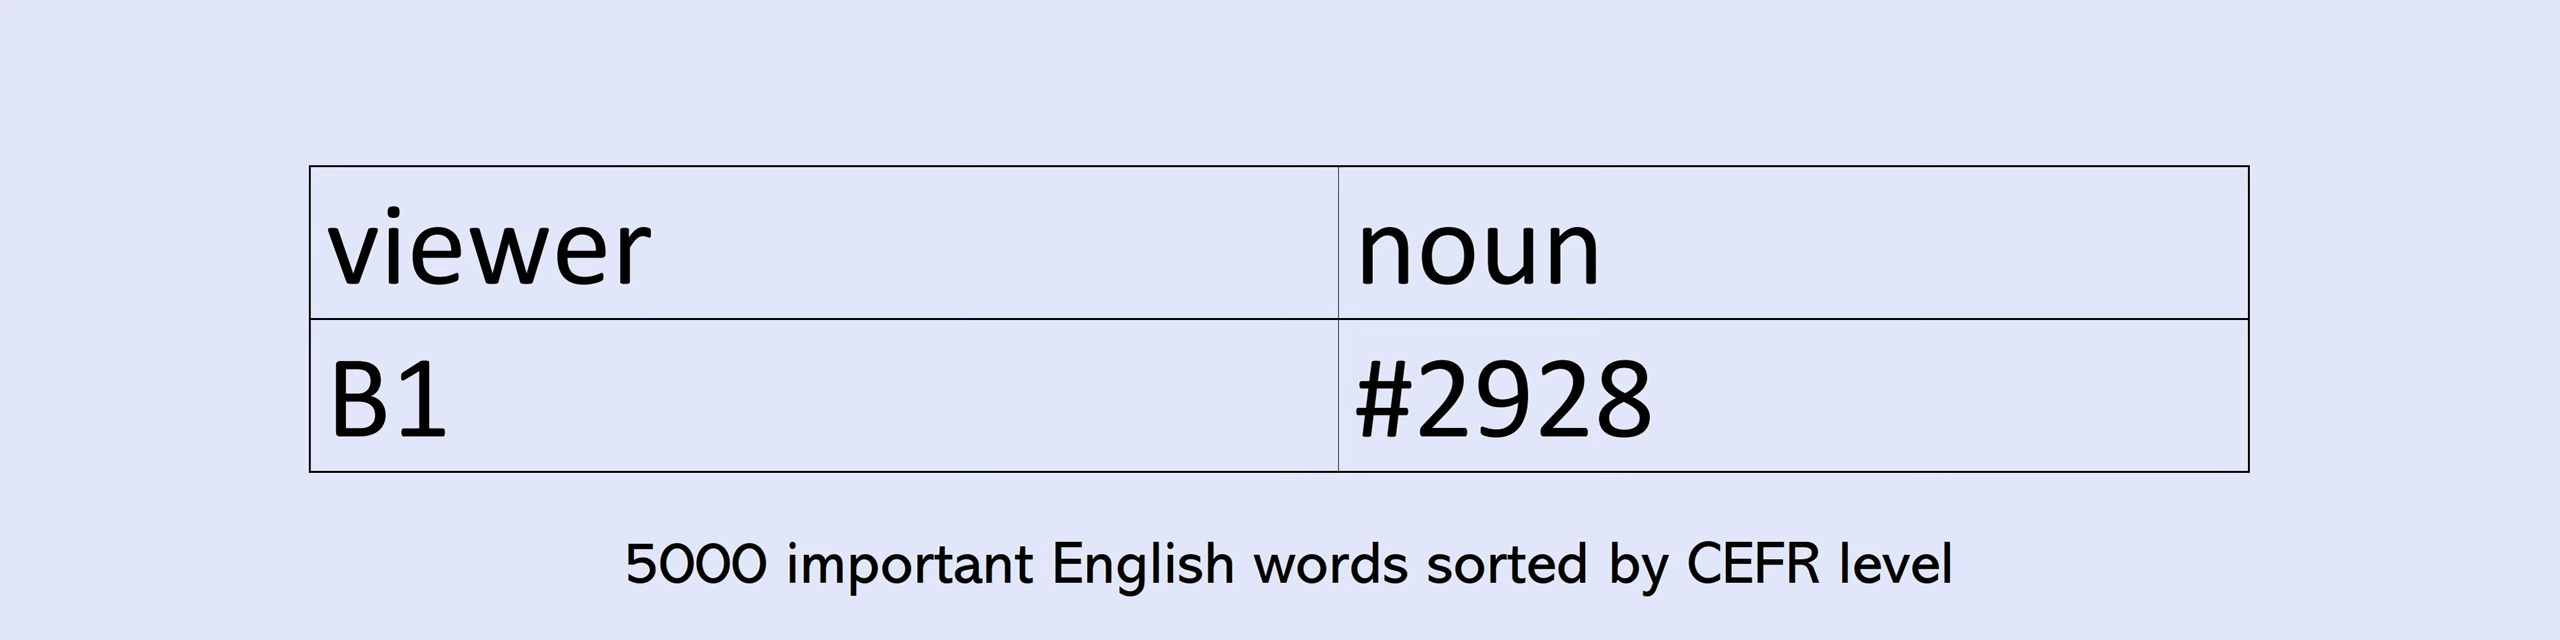 viewer noun
B1 #2928
5000 important English words sorted by CEFR level